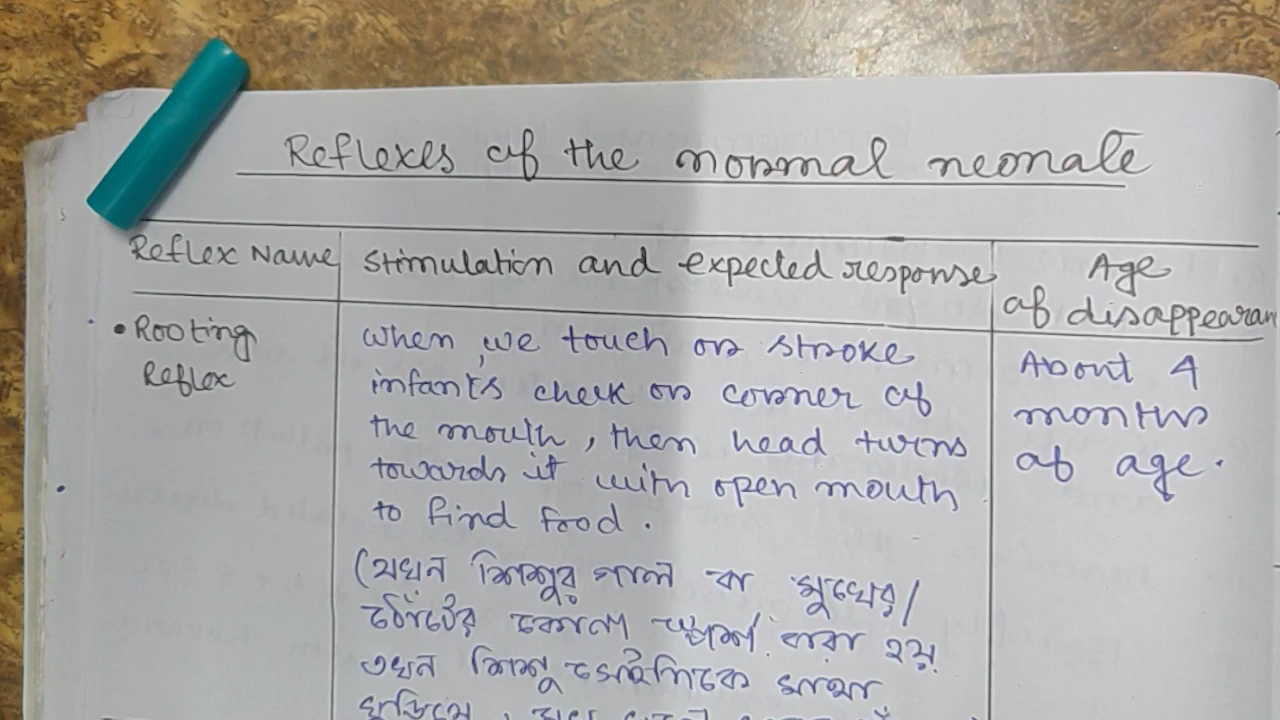 Reflexes of the normal neonate
Reflex Name
Stimulation and expected response
Age
of disappearan
• Rooting
Reflex
When we touch or stroke
infant's cheek or corner of
the mouth, then head turns
towards it with open mouth
to find food.
(যখন শিশুর গাল বা মুখের/
ঠোঁটের কোনা স্পর্শ করা হয়
তখন শিশু সেইদিকে মাথা
ঘুরিয়ে,
About 4
months
of age.